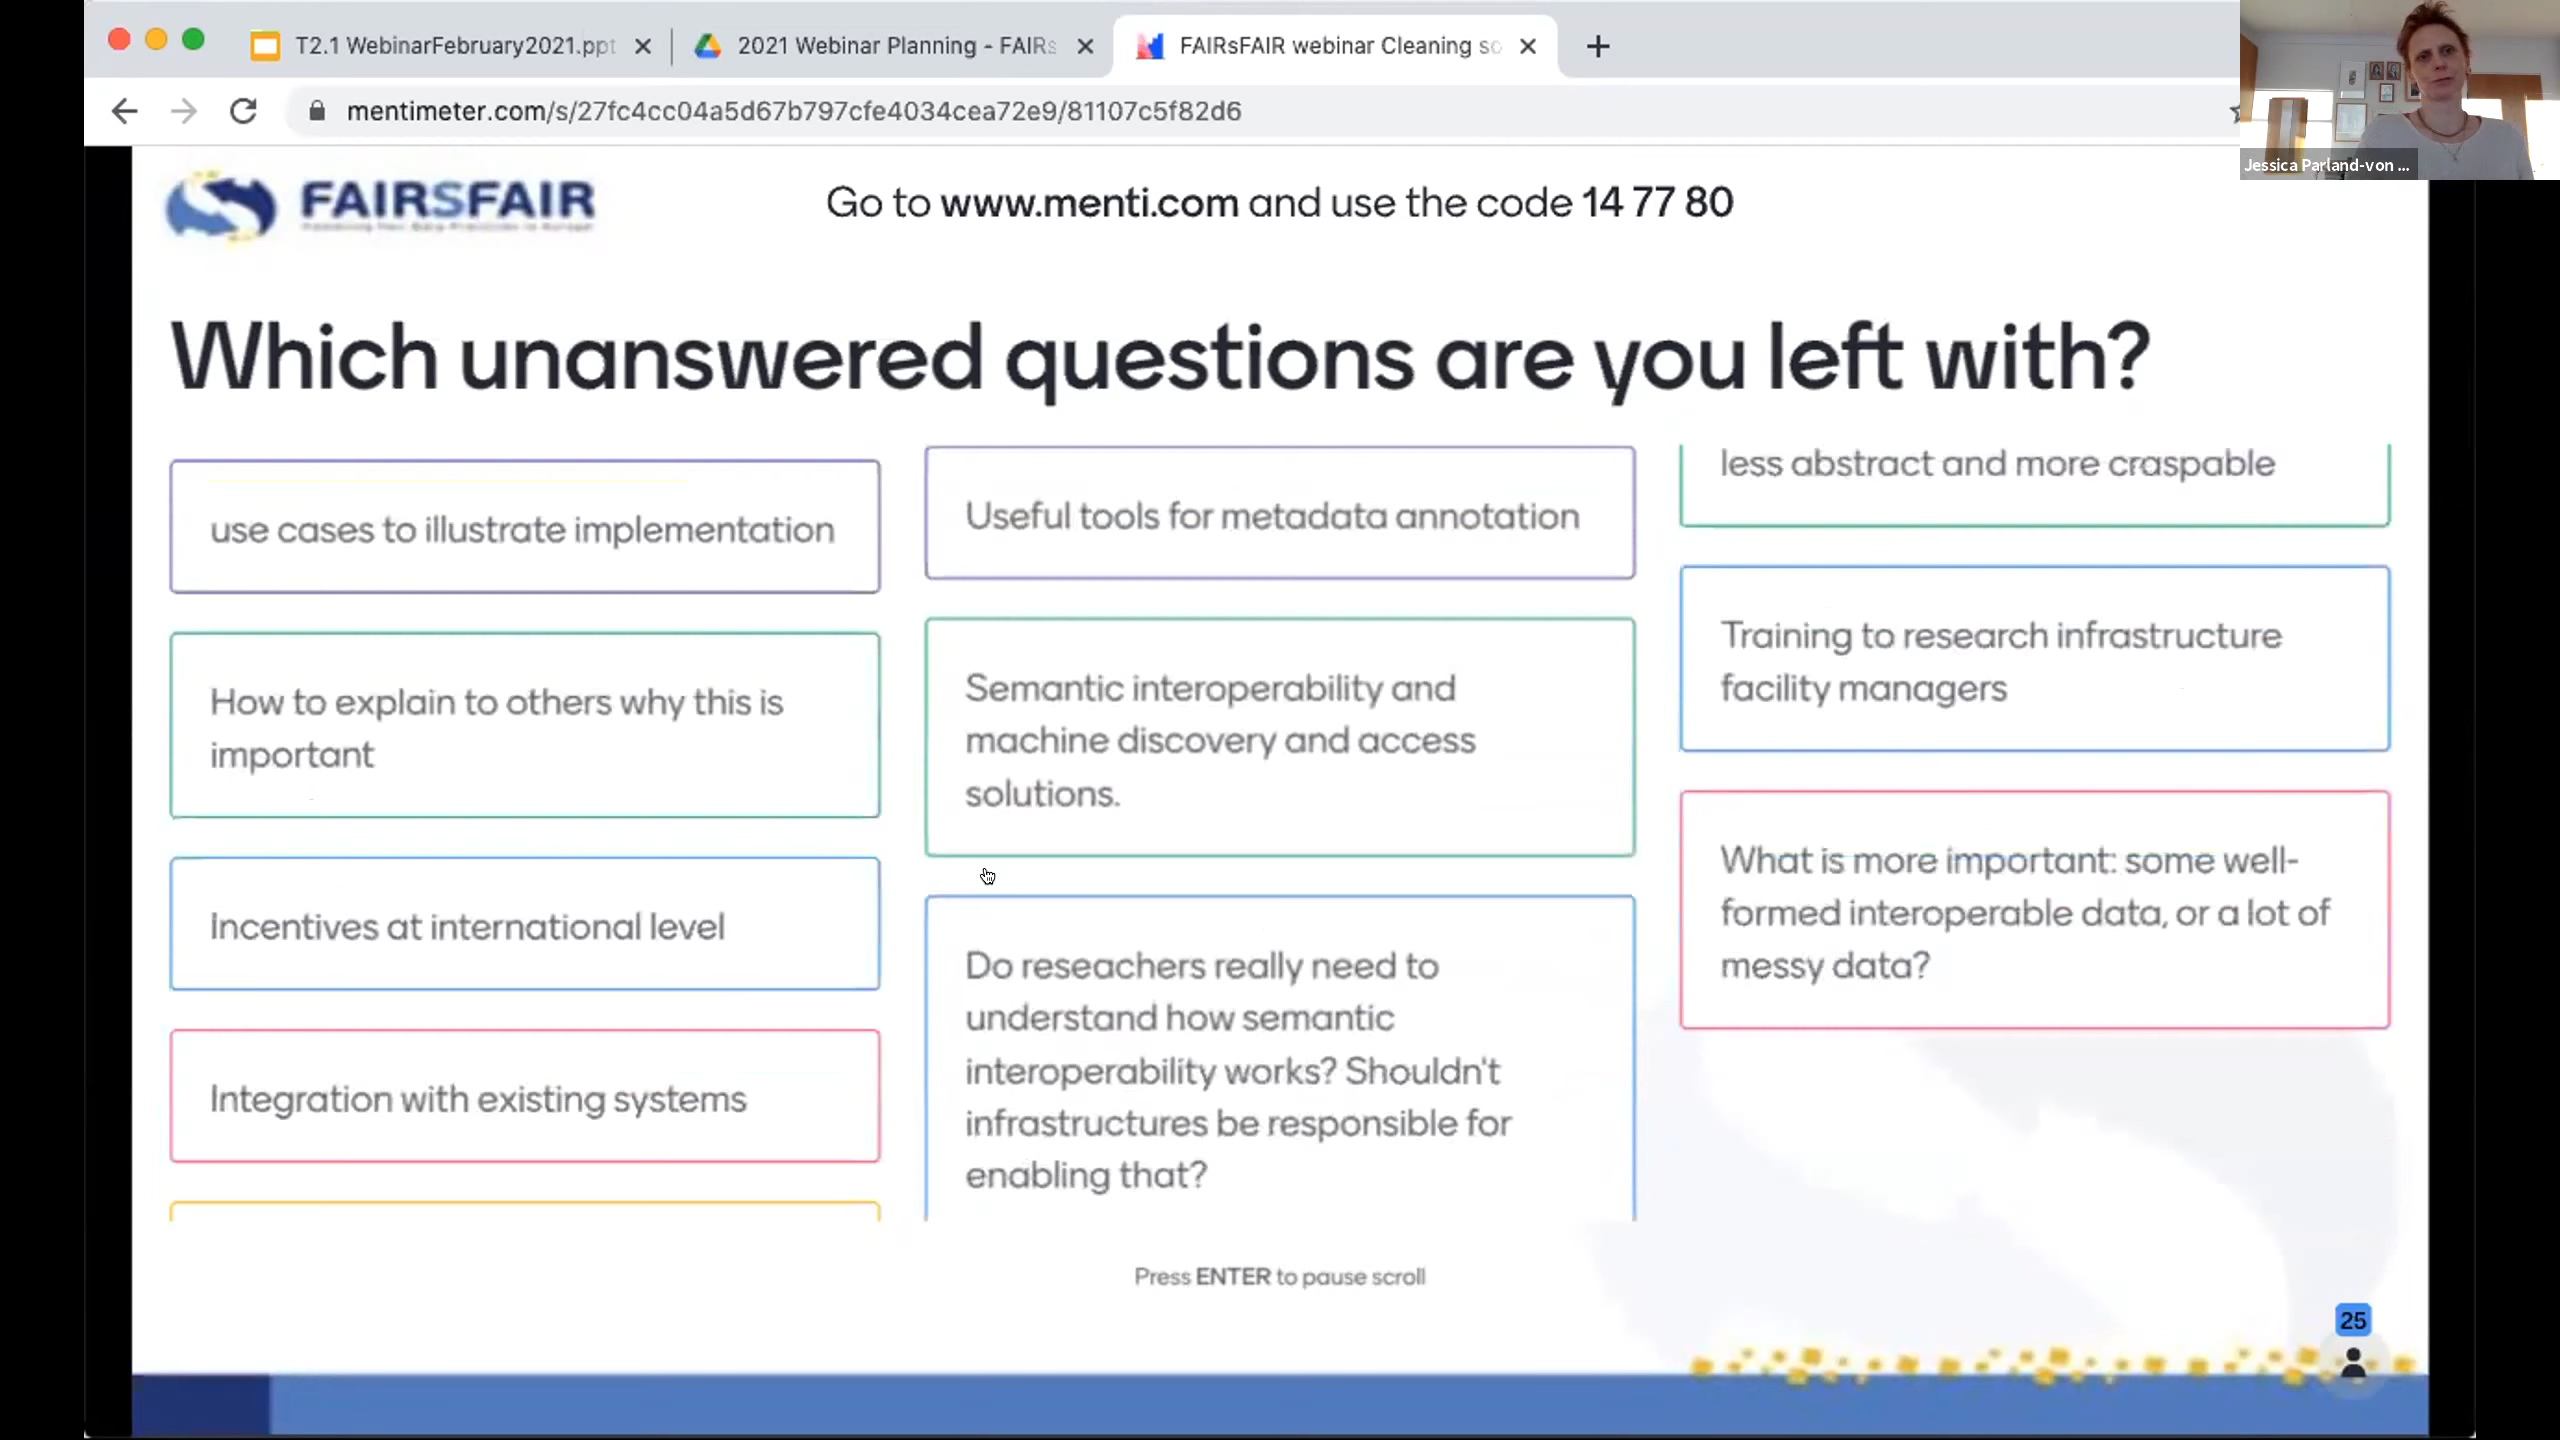 T2.1 WebinarFebruary2021.ppt
2021 Webinar Planning - FAIRs
FAIRsFAIR webinar Cleaning so
mentimeter.com/s/27fc4cc04a5d67b797cfe4034cea72e9/81107c5f82d6
Jessica Parland-von ...
FAIRSFAIR
Go to www.menti.com and use the code 14 77 80
Which unanswered questions are you left with?
use cases to illustrate implementation
How to explain to others why this is
important
Incentives at international level
Integration with existing systems
Useful tools for metadata annotation
Semantic interoperability and
machine discovery and access
solutions.
Do reseachers really need to
understand how semantic
interoperability works? Shouldn't
infrastructures be responsible for
enabling that?
less abstract and more craspable
Training to research infrastructure
facility managers
What is more important: some well-
formed interoperable data, or a lot of
messy data?
Press ENTER to pause scroll
25